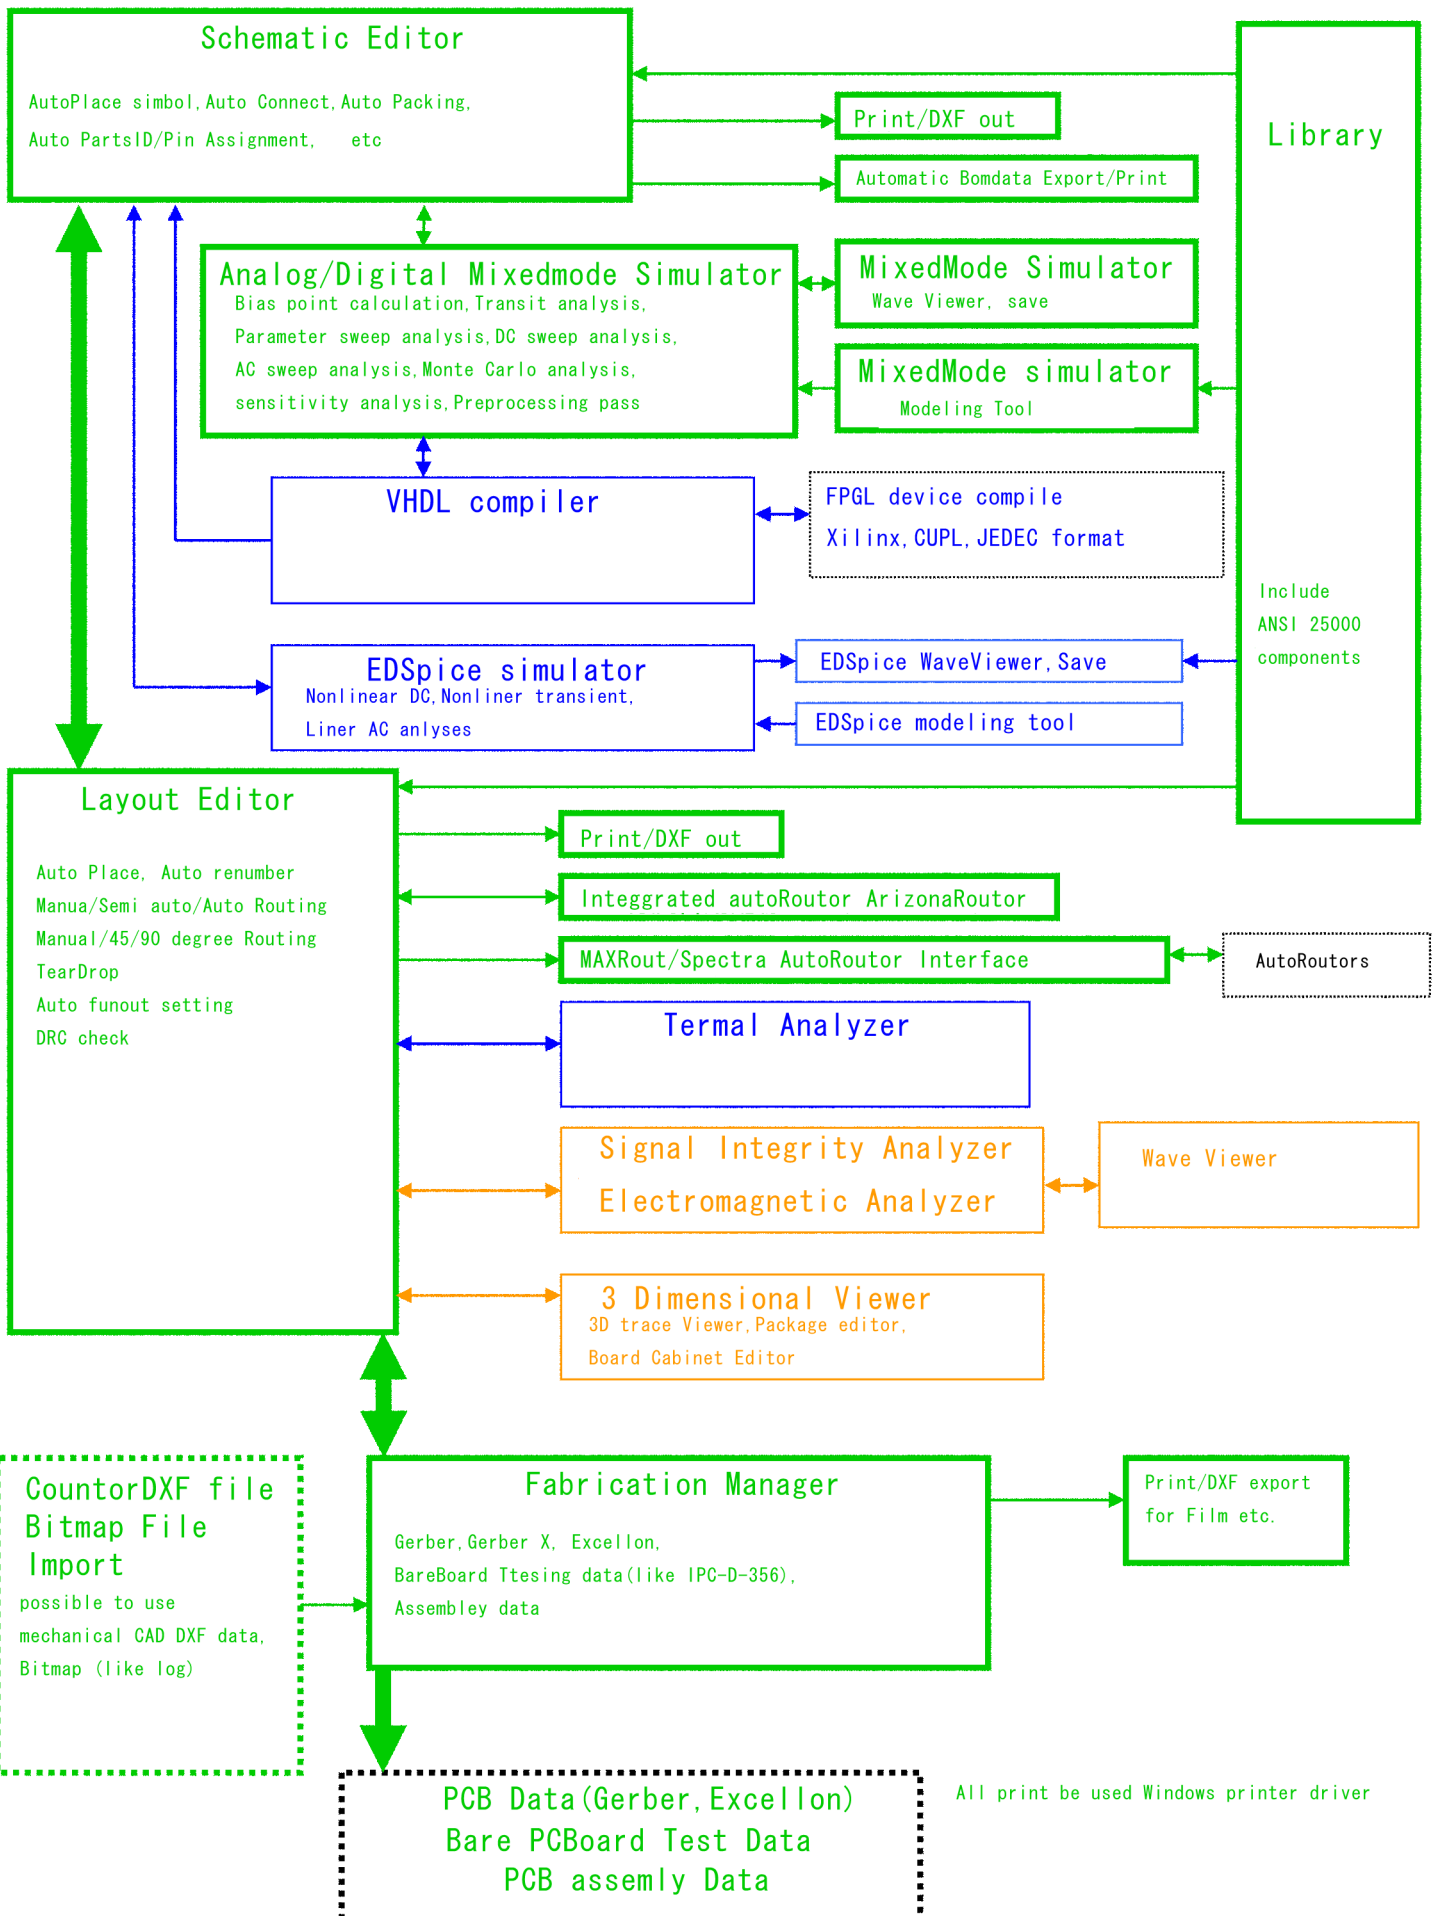 Schematic Editor
AutoPlace simbol,Auto Connect,Auto Packing,
Auto PartsID/Pin Assignment,   etc
Print/DXF out
Automatic Bomdata Export/Print
Library
Include
ANSI 25000
components
Analog/Digital Mixedmode Simulator
Bias point calculation,Transit analysis,
Parameter sweep analysis,DC sweep analysis,
AC sweep analysis,Monte Carlo analysis,
sensitivity analysis,Preprocessing pass
MixedMode Simulator
Wave Viewer, save
MixedMode simulator
Modeling Tool
VHDL compiler
FPGL device compile
Xilinx,CUPL,JEDEC format
EDSpice simulator
Nonlinear DC,Nonliner transient,
Liner AC anlyses
EDSpice WaveViewer,Save
EDSpice modeling tool
Layout Editor
Auto Place, Auto renumber
Manua/Semi auto/Auto Routing
Manual/45/90 degree Routing
TearDrop
Auto funout setting
DRC check
Print/DXF out
Integgrated autoRoutor ArizonaRoutor
MAXRout/Spectra AutoRoutor Interface
AutoRoutors
Termal Analyzer
Signal Integrity Analyzer
Electromagnetic Analyzer
Wave Viewer
3 Dimensional Viewer
3D trace Viewer,Package editor,
Board Cabinet Editor
CountorDXF file
Bitmap File
Import
possible to use
mechanical CAD DXF data,
Bitmap (like log)
Fabrication Manager
Gerber,Gerber X, Excellon,
BareBoard Ttesing data(like IPC-D-356),
Assembley data
Print/DXF export
for Film etc.
PCB Data(Gerber,Excellon)
Bare PCBoard Test Data
PCB assemly Data
All print be used Windows printer driver